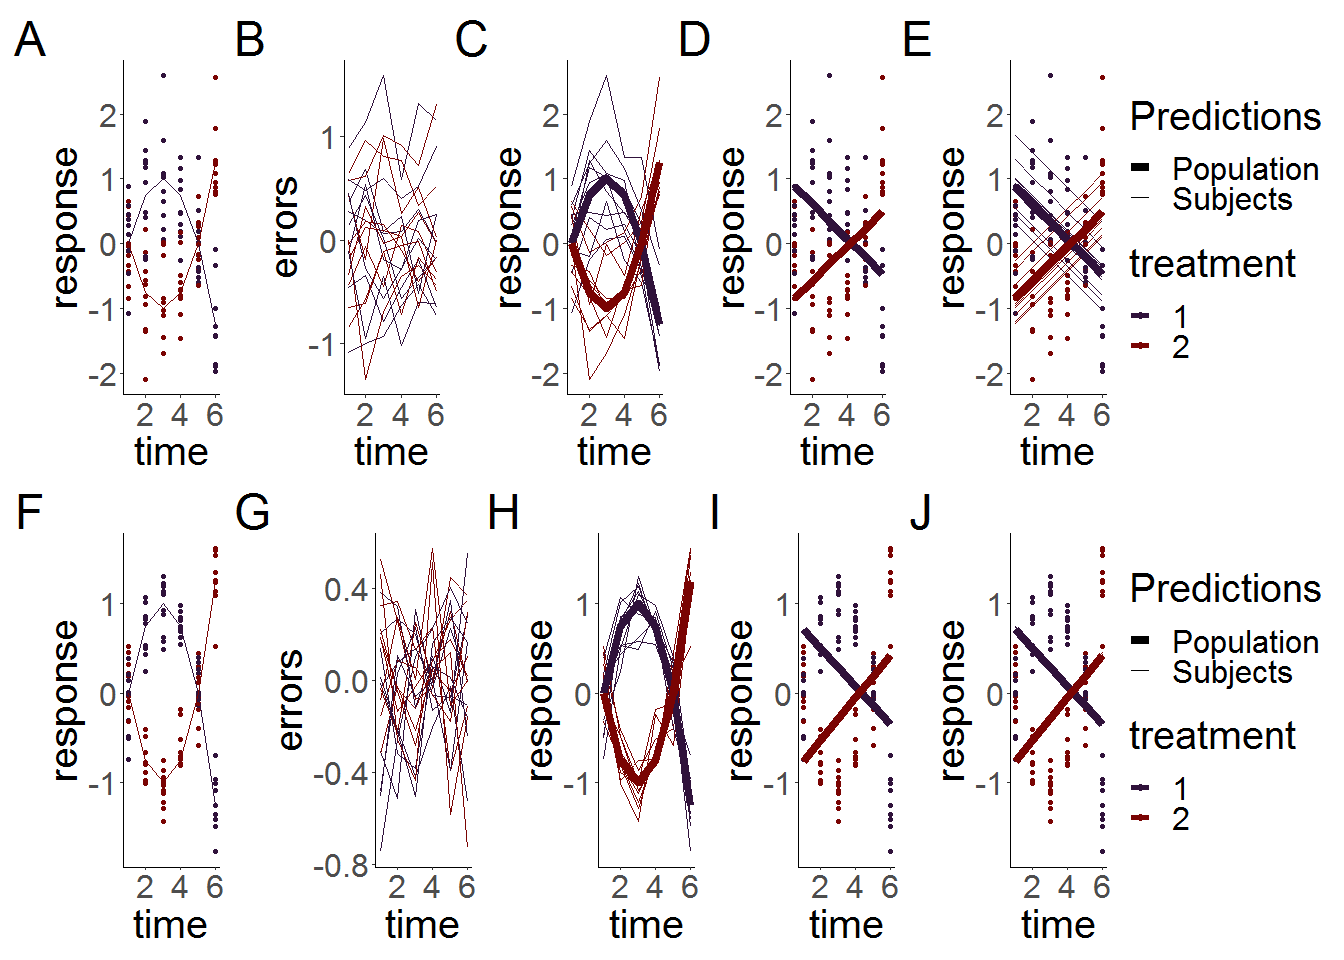 A B C D E
response
2
1
0
-1
-2
2 4 6
time
errors
1
0
-1
2 4 6
time
response
2
1
0
-1
-2
2 4 6
time
response
2
1
0
-1
-2
2 4 6
time
response
2
1
0
-1
-2
2 4 6
time
Predictions
Population
Subjects
treatment
1
2
F G H I J
response
1
0
-1
2 4 6
time
errors
0.4
0.0
-0.4
-0.8
2 4 6
time
response
1
0
-1
2 4 6
time
response
1
0
-1
2 4 6
time
response
1
0
-1
2 4 6
time
Predictions
Population
Subjects
treatment
1
2